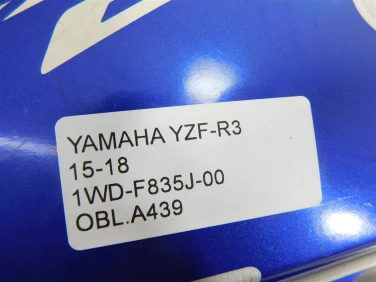 YAMAHA YZF-R3
15-18
1WD-F835J-00
OBL.A439